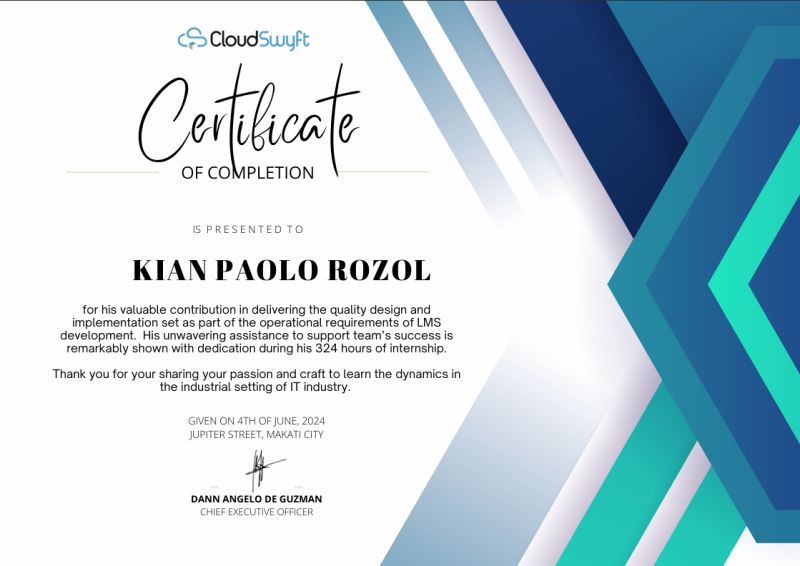 CloudSwyft
Certificate
OF COMPLETION
IS PRESENTED TO
KIAN PAOLO ROZOL
for his valuable contribution in delivering the quality design and
implementation set as part of the operational requirements of LMS
development. His unwavering assistance to support team's success is
remarkably shown with dedication during his 324 hours of internship.
Thank you for your sharing your passion and craft to learn the dynamics in
the industrial setting of IT industry.
GIVEN ON 4TH OF JUNE, 2024
JUPITER STREET, MAKATI CITY
DANN ANGELO DE GUZMAN
CHIEF EXECUTIVE OFFICER